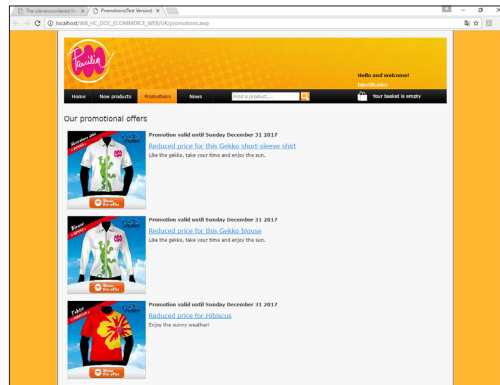 The site encountered
Promotions(Test Version)
localhost/WB_HC_DOC_ECOMMERCE_WEB/UK/promotions.awp
Paulilia
Hello and welcome!
Identification
Home New products Promotions News Find a product... Your basket is empty
Our promotional offers
Promotion valid until Sunday December 31 2017
Reduced price for this Gekko short-sleeve shirt
Like the gekko, take your time and enjoy the sun.
Show
the offer
Promotion valid until Sunday December 31 2017
Blouse
Reduced price for this Gekko blouse
Like the gekko, take your time and enjoy the sun.
Show
the offer
Promotion valid until Sunday December 31 2017
T-shirt
Reduced price for Hibiscus
Enjoy the sunny weather!
Show
the offer